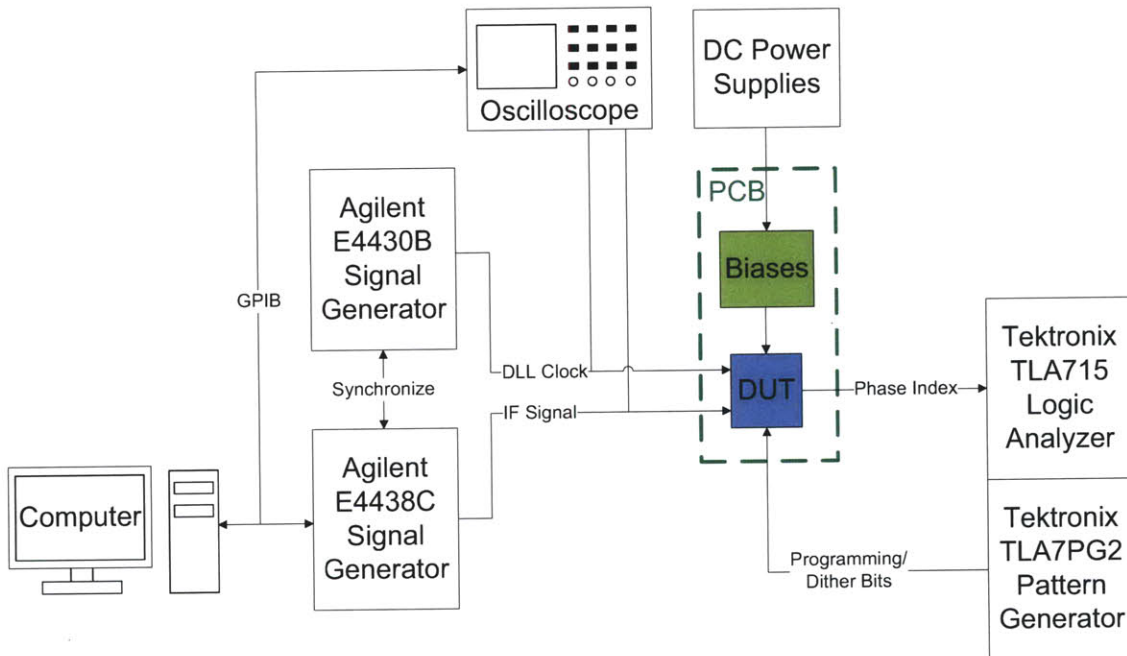 Oscilloscope
DC Power
Supplies
PCB
Biases
DUT
Agilent
E4430B
Signal
Generator
GPIB
Synchronize
DLL Clock
IF Signal
Phase Index
Tektronix
TLA715
Logic
Analyzer
Computer
Agilent
E4438C
Signal
Generator
Programming/
Dither Bits
Tektronix
TLA7PG2
Pattern
Generator